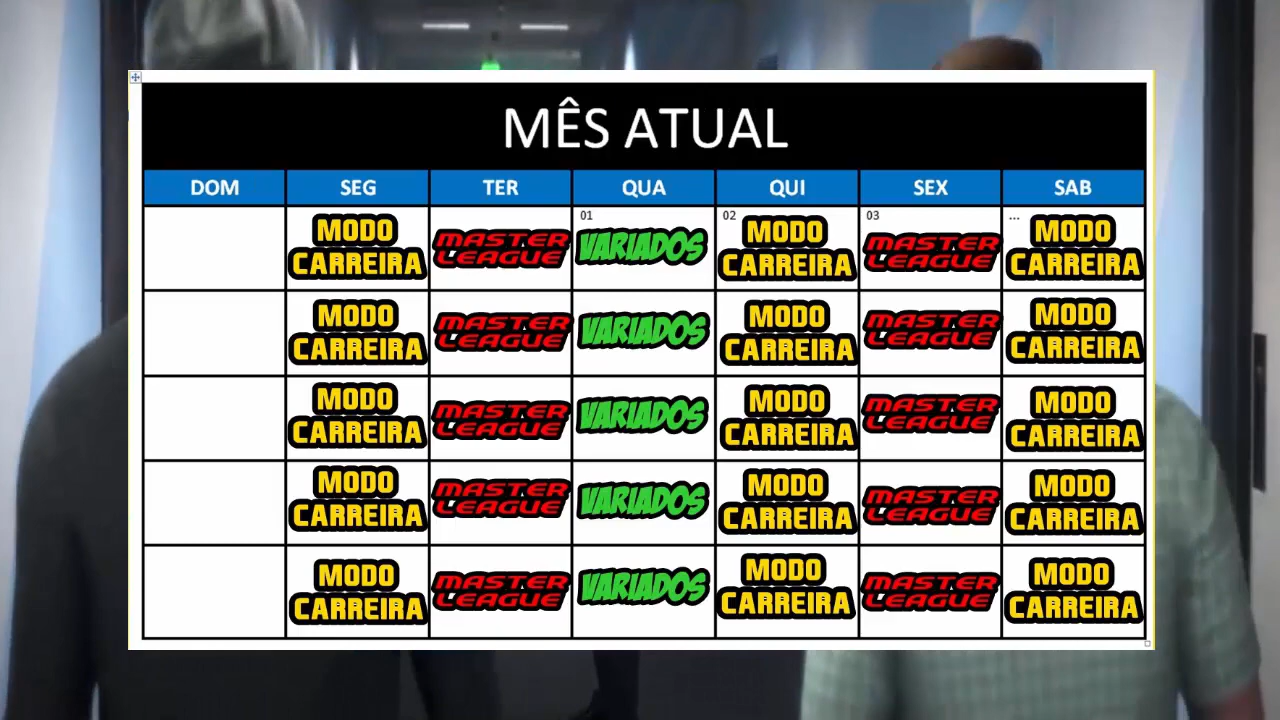 MÊS ATUAL
DOM SEG TER QUA QUI SEX SAB
01 02 03 ...
MODO CARREIRA MASTER LEAGUE VARIADOS MODO CARREIRA MASTER LEAGUE MODO CARREIRA
MODO CARREIRA MASTER LEAGUE VARIADOS MODO CARREIRA MASTER LEAGUE MODO CARREIRA
MODO CARREIRA MASTER LEAGUE VARIADOS MODO CARREIRA MASTER LEAGUE MODO CARREIRA
MODO CARREIRA MASTER LEAGUE VARIADOS MODO CARREIRA MASTER LEAGUE MODO CARREIRA
MODO CARREIRA MASTER LEAGUE VARIADOS MODO CARREIRA MASTER LEAGUE MODO CARREIRA